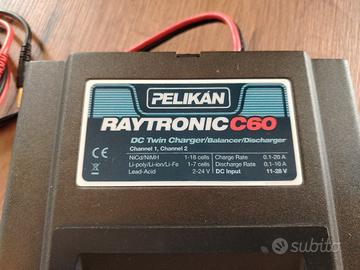 PELIKÁN
RAYTRONIC C60
DC Twin Charger/Balancer/Discharger
Channel 1, Channel 2
NiCd/NiMH 1-18 cells Charge Rate 0.1-20 A
Li-poly/Li-ion/Li-Fe 1-7 cells Discharge Rate 0.1-10 A
Lead-Acid 2-24 V DC Input 11-28 V
CE
subito